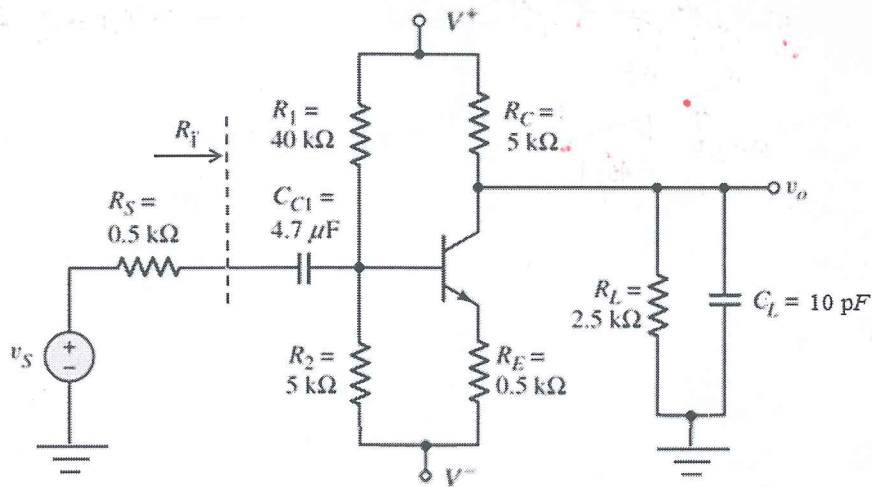 V⁺
R₁ =
40 kΩ
R_C =
5 kΩ
R_i
R_S =
0.5 kΩ
C_C1 =
4.7 μF
v_o
R_L =
2.5 kΩ
C_L = 10 pF
v_S
+
−
R₂ =
5 kΩ
R_E =
0.5 kΩ
V⁻